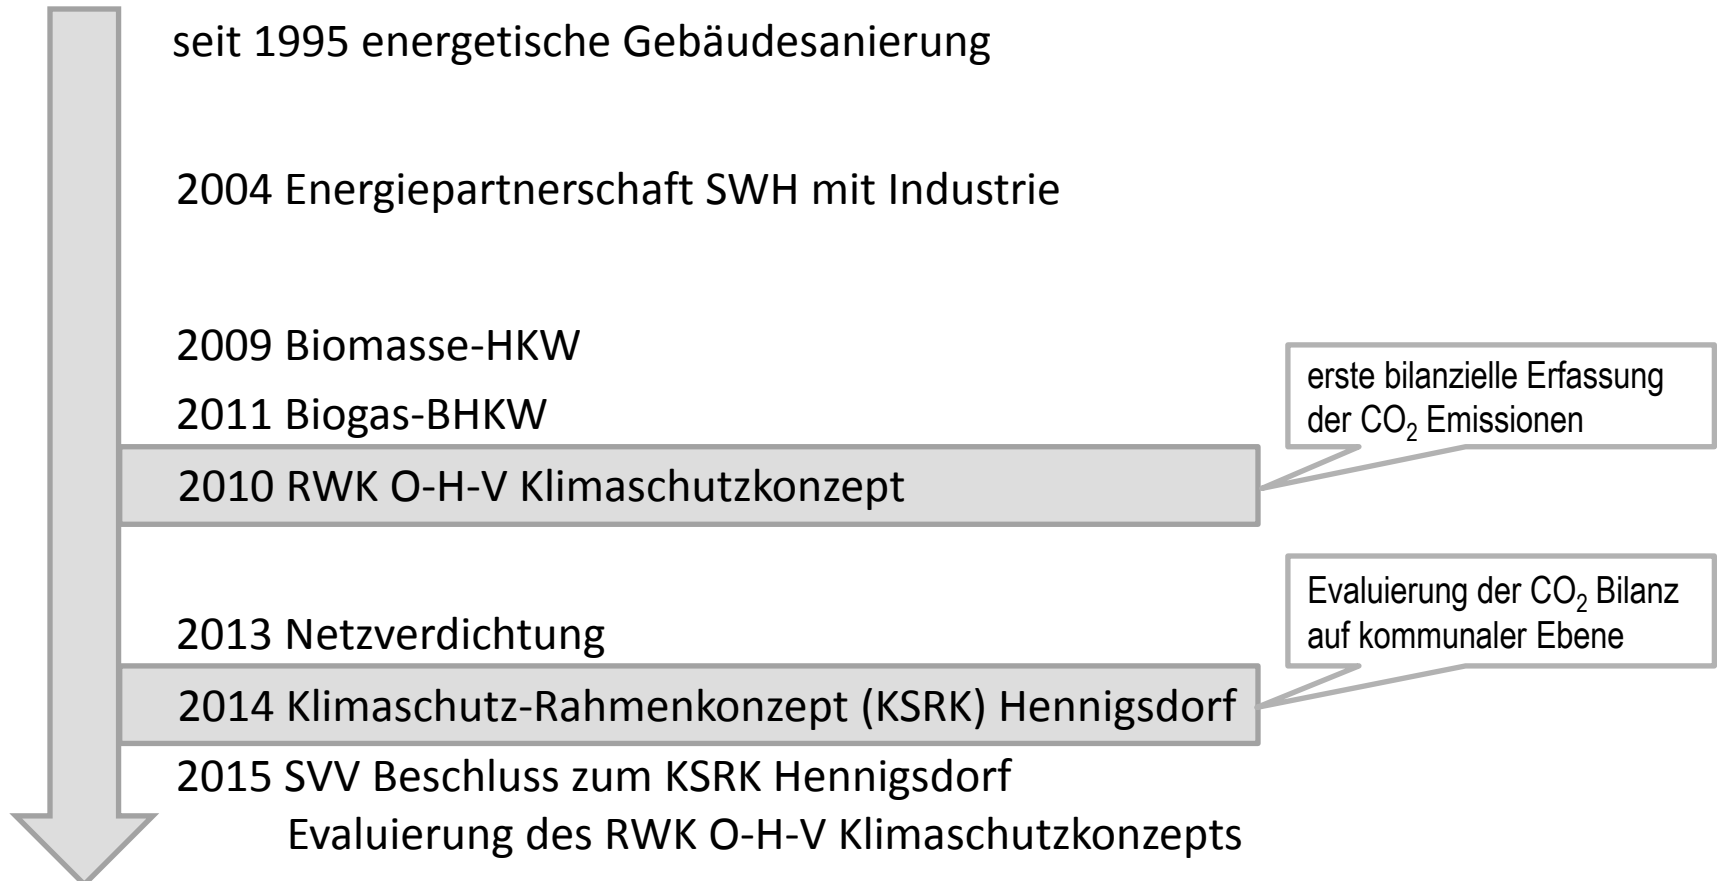 seit 1995 energetische Gebäudesanierung
2004 Energiepartnerschaft SWH mit Industrie
2009 Biomasse-HKW
2011 Biogas-BHKW
erste bilanzielle Erfassung
der CO₂ Emissionen
2010 RWK O-H-V Klimaschutzkonzept
2013 Netzverdichtung
Evaluierung der CO₂ Bilanz
auf kommunaler Ebene
2014 Klimaschutz-Rahmenkonzept (KSRK) Hennigsdorf
2015 SVV Beschluss zum KSRK Hennigsdorf
Evaluierung des RWK O-H-V Klimaschutzkonzepts